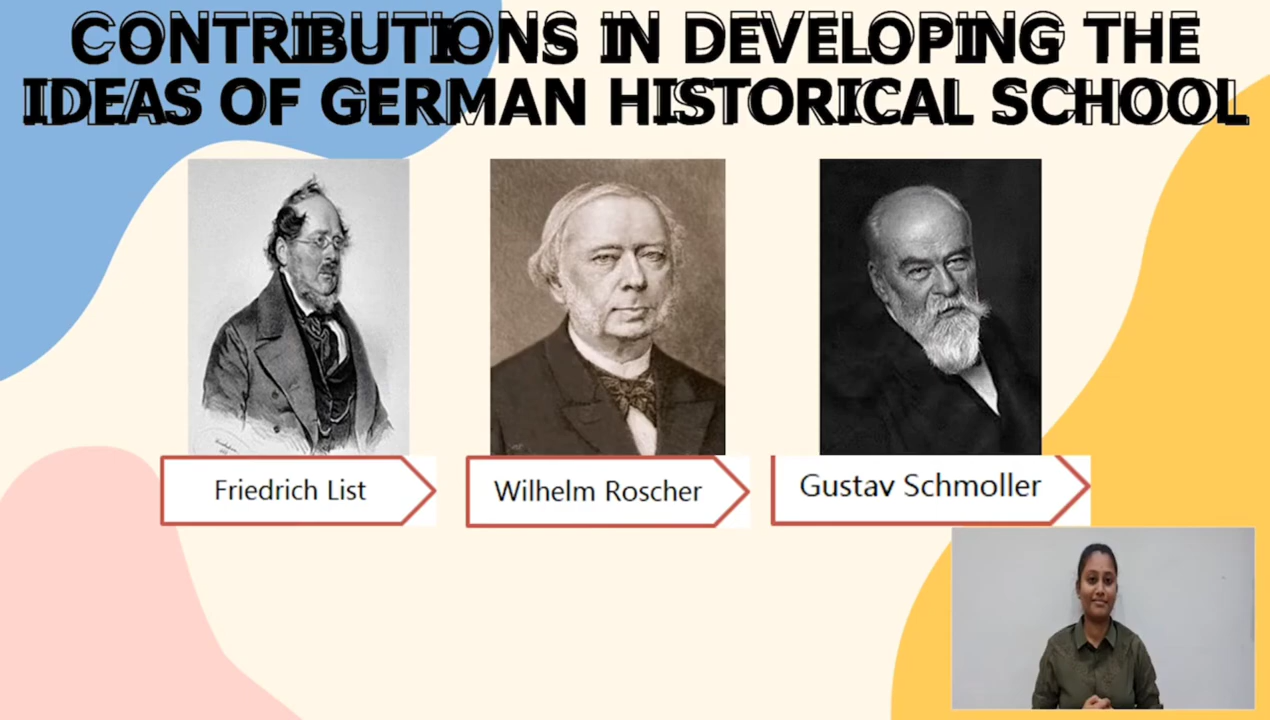 CONTRIBUTIONS IN DEVELOPING THE
IDEAS OF GERMAN HISTORICAL SCHOOL
Friedrich List
Wilhelm Roscher
Gustav Schmoller